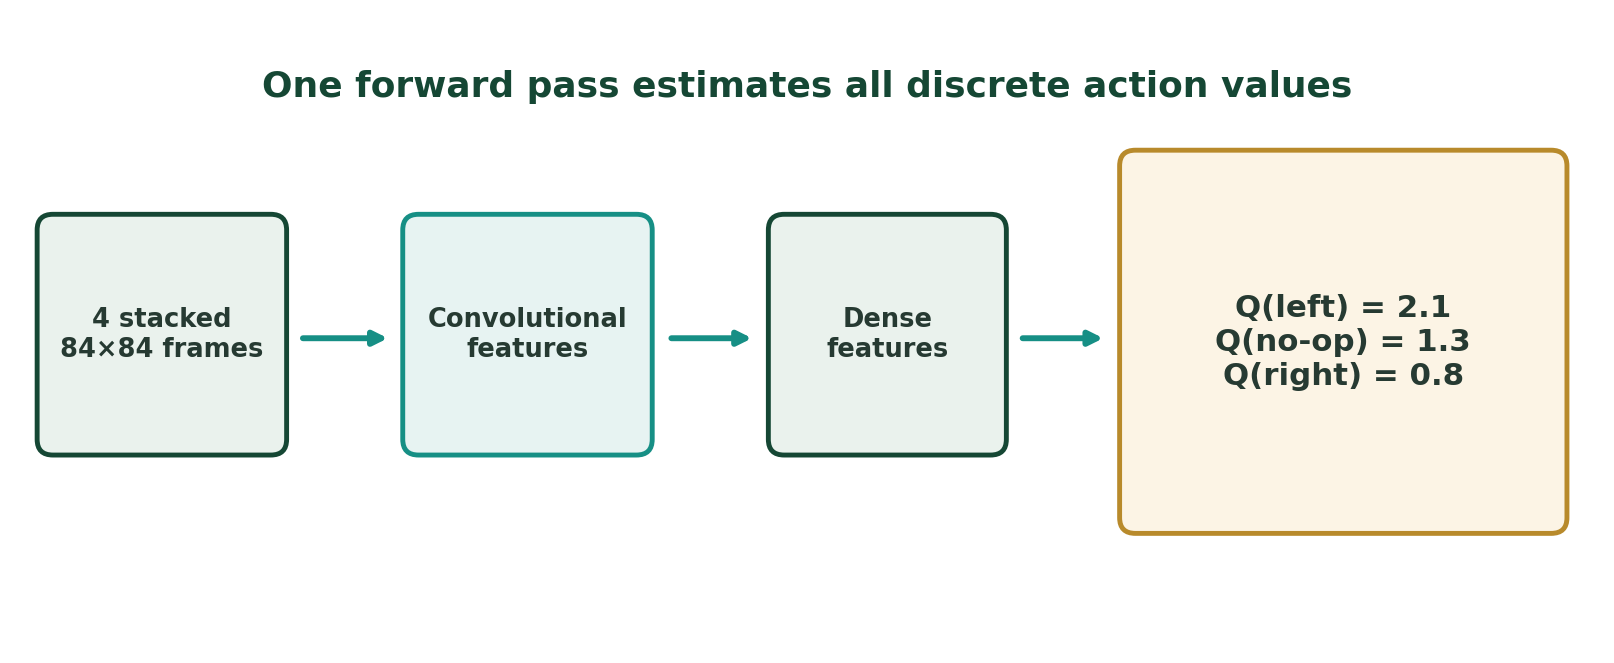 One forward pass estimates all discrete action values
4 stacked
84×84 frames
Convolutional
features
Dense
features
Q(left) = 2.1
Q(no-op) = 1.3
Q(right) = 0.8